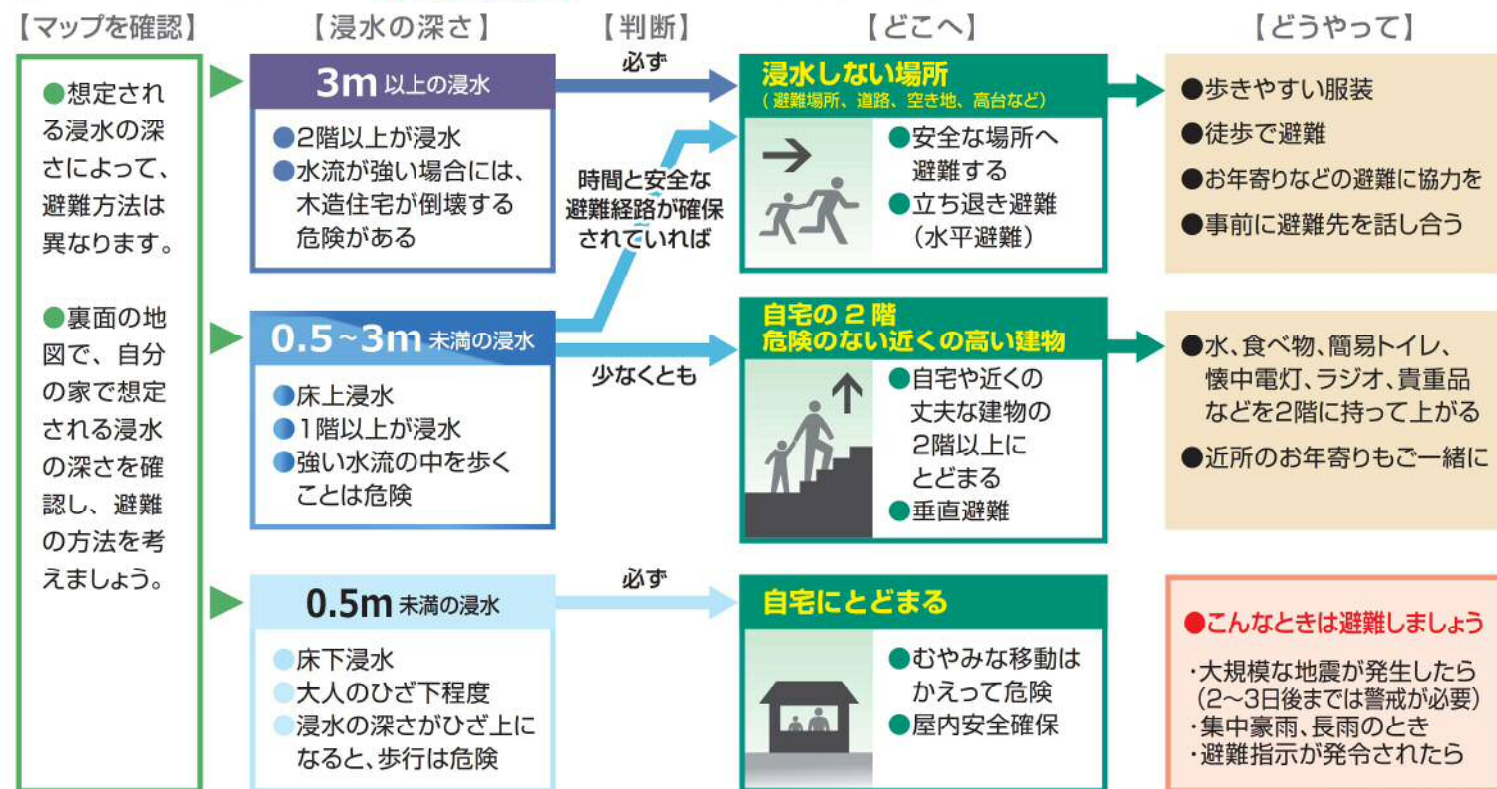 【マップを確認】
【浸水の深さ】
【判断】
【どこへ】
【どうやって】
●想定され
る浸水の深
さによって、
避難方法は
異なります。
●裏面の地
図で、自分
の家で想定
される浸水
の深さを確
認し、避難
の方法を考
えましょう。
3m以上の浸水
●2階以上が浸水
●水流が強い場合には、
木造住宅が倒壊する
危険がある
必ず
浸水しない場所
(避難場所、道路、空き地、高台など)
●安全な場所へ
避難する
●立ち退き避難
(水平避難)
●歩きやすい服装
●徒歩で避難
●お年寄りなどの避難に協力を
●事前に避難先を話し合う
0.5~3m未満の浸水
●床上浸水
●1階以上が浸水
●強い水流の中を歩く
ことは危険
時間と安全な
避難経路が確保
されていれば
少なくとも
自宅の2階
危険のない近くの高い建物
●自宅や近くの
丈夫な建物の
2階以上に
とどまる
●垂直避難
●水、食べ物、簡易トイレ、
懐中電灯、ラジオ、貴重品
などを2階に持って上がる
●近所のお年寄りもご一緒に
0.5m未満の浸水
●床下浸水
●大人のひざ下程度
●浸水の深さがひざ上に
なると、歩行は危険
必ず
自宅にとどまる
●むやみな移動は
かえって危険
●屋内安全確保
●こんなときは避難しましょう
・大規模な地震が発生したら
(2~3日後までは警戒が必要)
・集中豪雨、長雨のとき
・避難指示が発令されたら